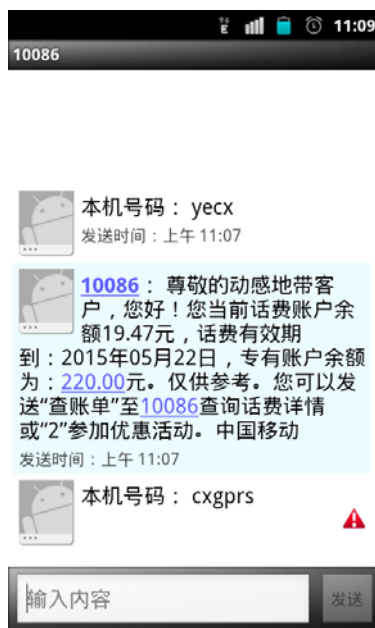 11:09
10086
本机号码： yecx
发送时间：上午 11:07
10086： 尊敬的动感地带客
户，您好！您当前话费账户余
额19.47元，话费有效期
到：2015年05月22日，专有账户余额
为：220.00元。仅供参考。您可以发
送“查账单”至10086查询话费详情
或“2”参加优惠活动。中国移动
发送时间：上午 11:07
本机号码： cxgprs
输入内容
发送